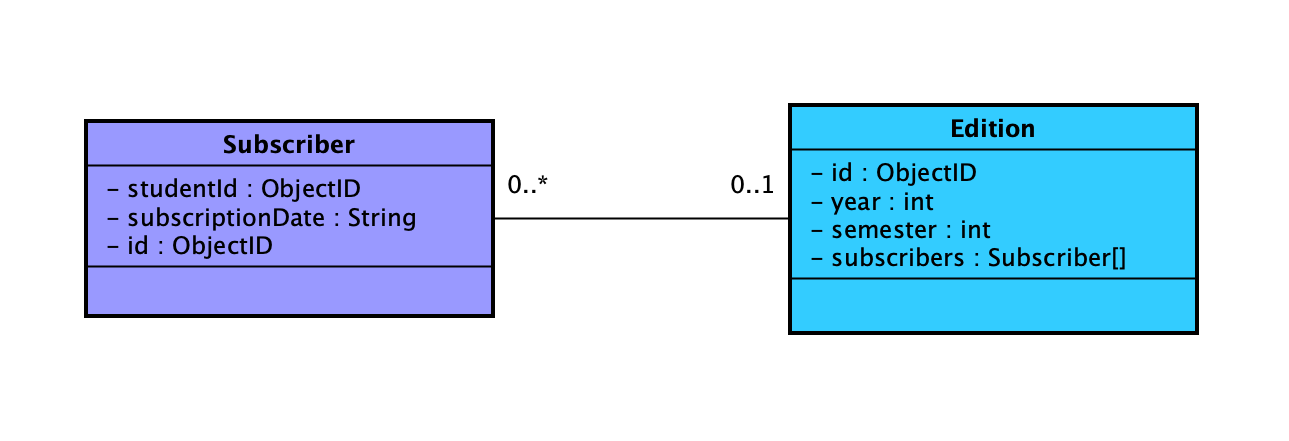 Subscriber
– studentId : ObjectID
– subscriptionDate : String
– id : ObjectID
0..*
0..1
Edition
– id : ObjectID
– year : int
– semester : int
– subscribers : Subscriber[]